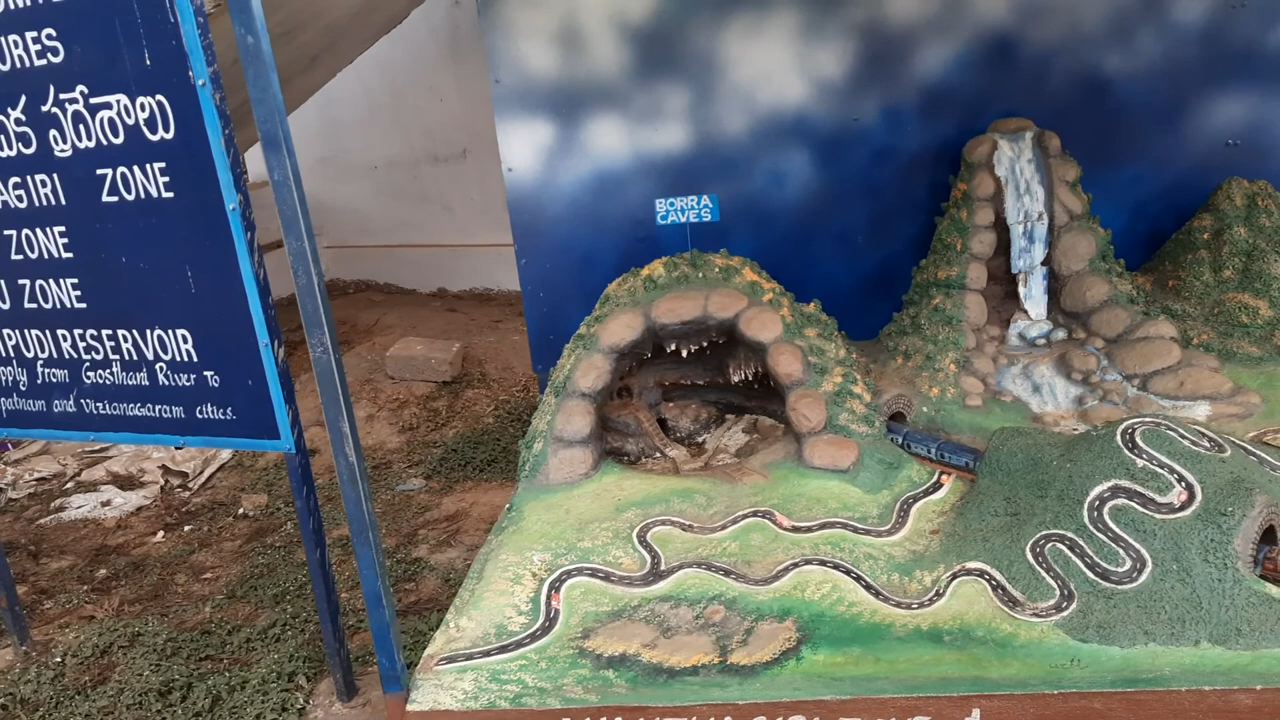 URES
ప్రదేశాలు
AGIRI ZONE
ZONE
U ZONE
IPUDI RESERVOIR
pply from Gosthani River To
patnam and Vizianagaram cities.
BORRA
CAVES